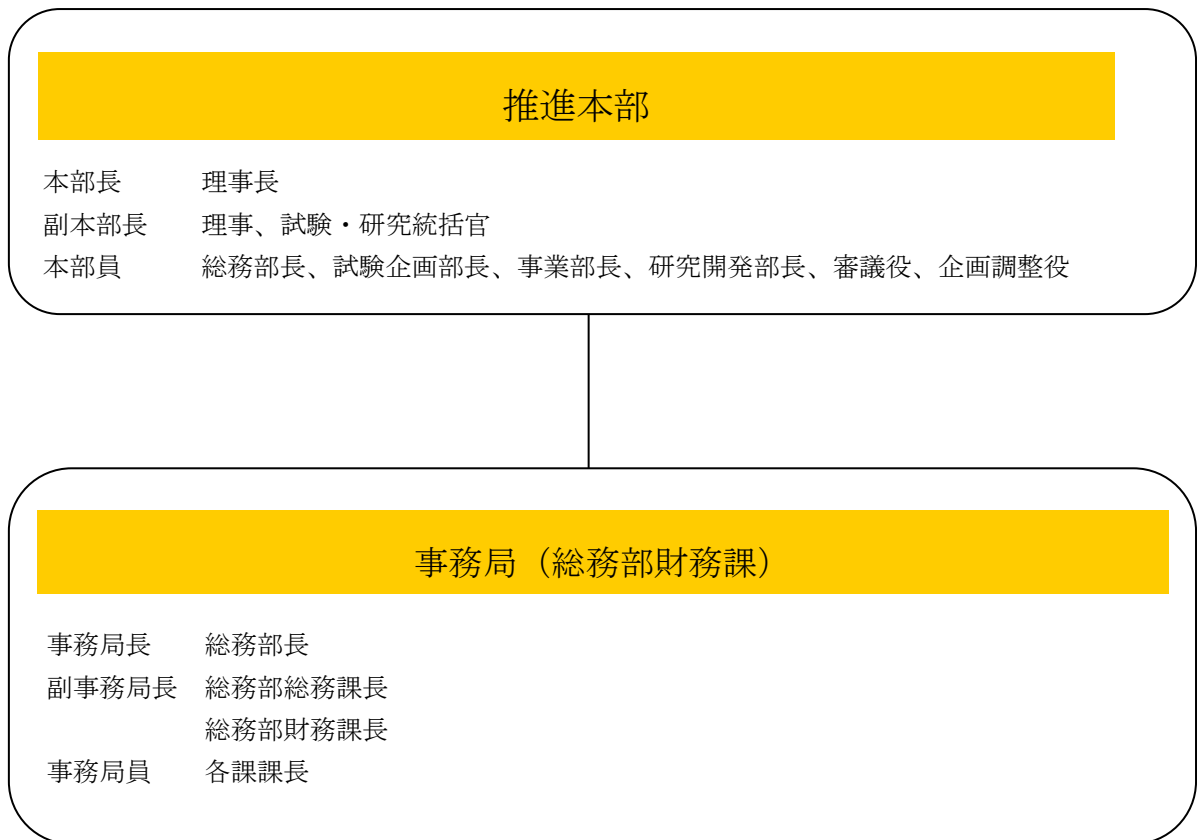 推進本部
本部長　理事長
副本部長　理事、試験・研究統括官
本部員　総務部長、試験企画部長、事業部長、研究開発部長、審議役、企画調整役
事務局（総務部財務課）
事務局長　総務部長
副事務局長　総務部総務課長
総務部財務課長
事務局員　各課課長